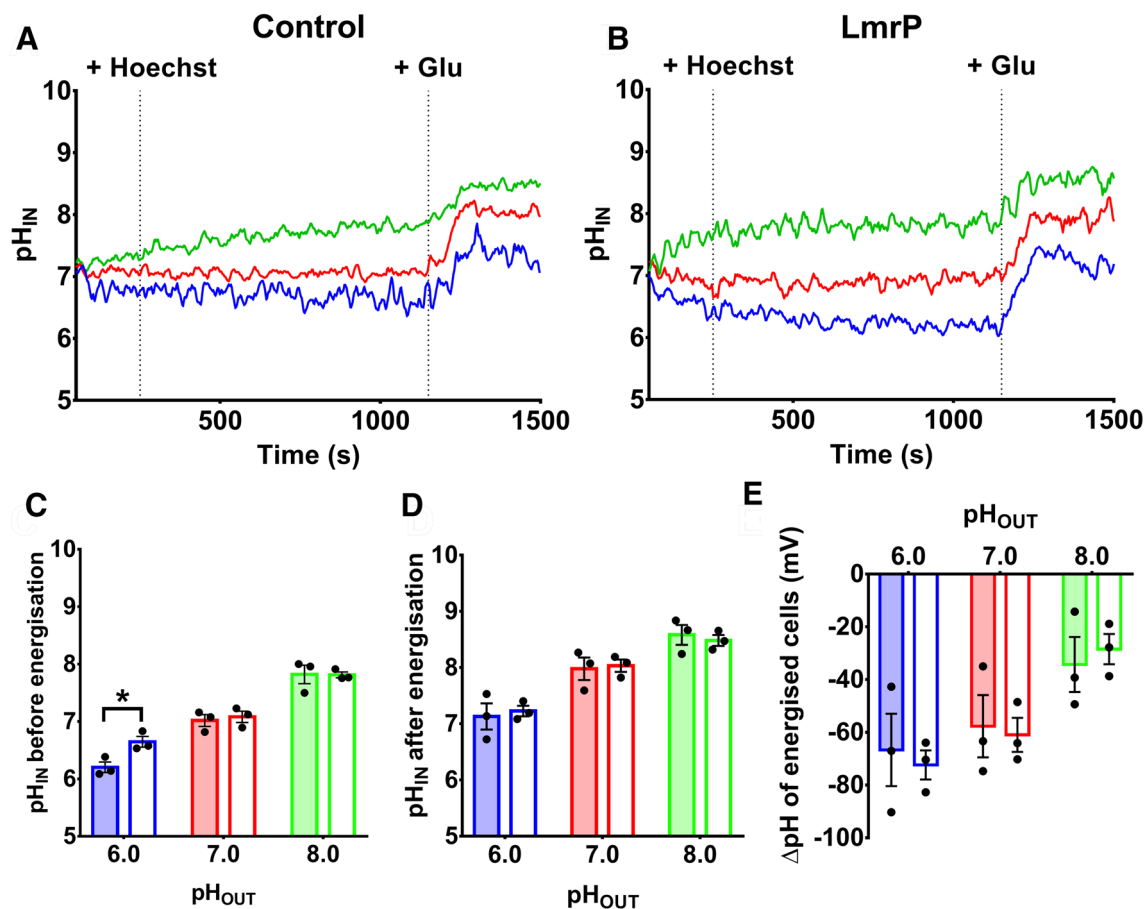 A
Control
+ Hoechst
+ Glu
10
9
8
7
6
5
pHIN
500
1000
1500
Time (s)
B
LmrP
+ Hoechst
+ Glu
10
9
8
7
6
5
pHIN
500
1000
1500
Time (s)
C
10
9
8
7
6
5
pHIN before energisation
*
6.0
7.0
8.0
pHOUT
D
10
9
8
7
6
5
pHIN after energisation
6.0
7.0
8.0
pHOUT
E
pHOUT
6.0
7.0
8.0
0
-20
-40
-60
-80
-100
ΔpH of energised cells (mV)